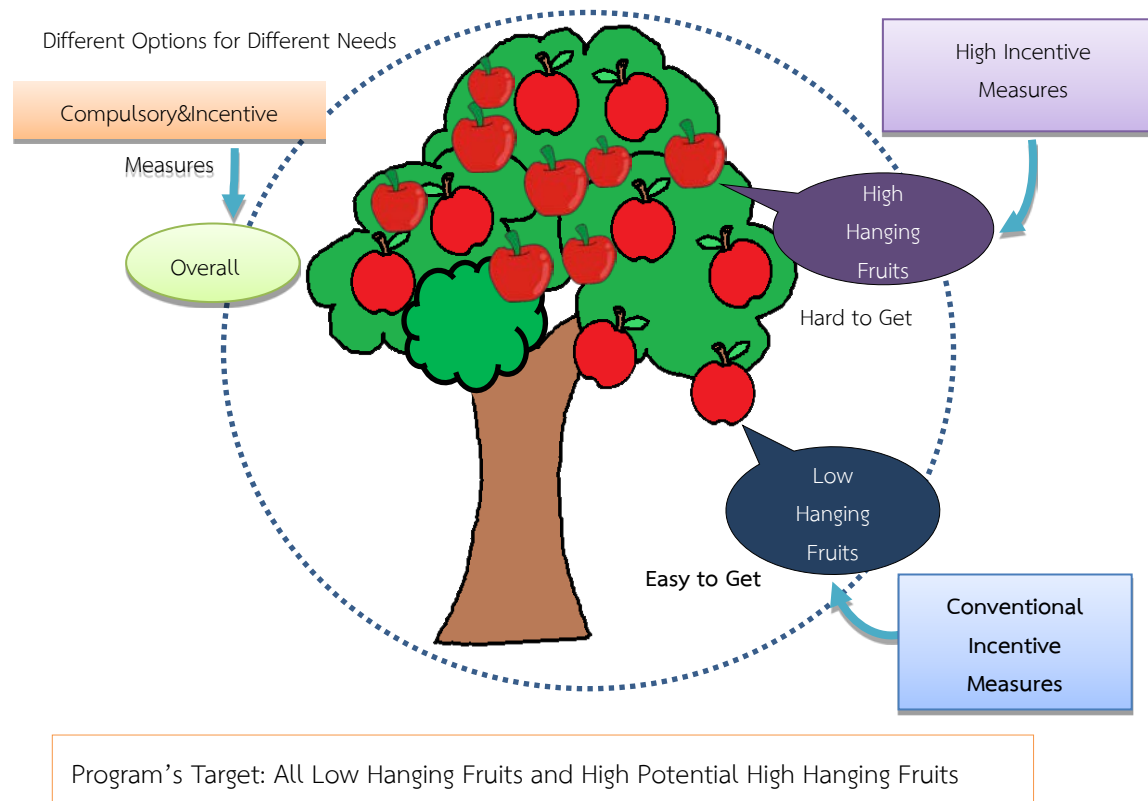 Different Options for Different Needs
Compulsory&Incentive
Measures
Overall
High Incentive
Measures
High
Hanging
Fruits
Hard to Get
Low
Hanging
Fruits
Easy to Get
Conventional
Incentive
Measures
Program's Target: All Low Hanging Fruits and High Potential High Hanging Fruits